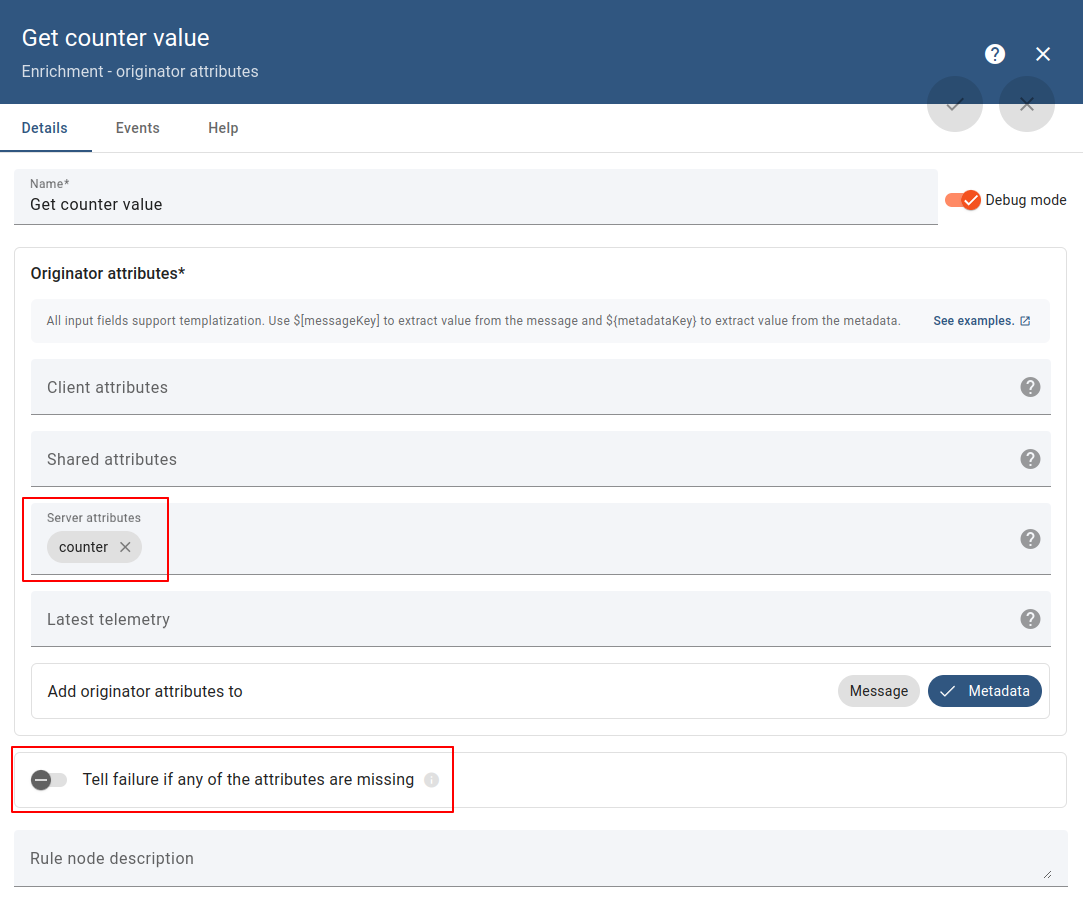 Get counter value
Enrichment - originator attributes
Details
Events
Help
Name*
Get counter value
Debug mode
Originator attributes*
All input fields support templatization. Use $[messageKey] to extract value from the message and ${metadataKey} to extract value from the metadata.
See examples.
Client attributes
Shared attributes
Server attributes
counter
Latest telemetry
Add originator attributes to
Message
Metadata
Tell failure if any of the attributes are missing
Rule node description